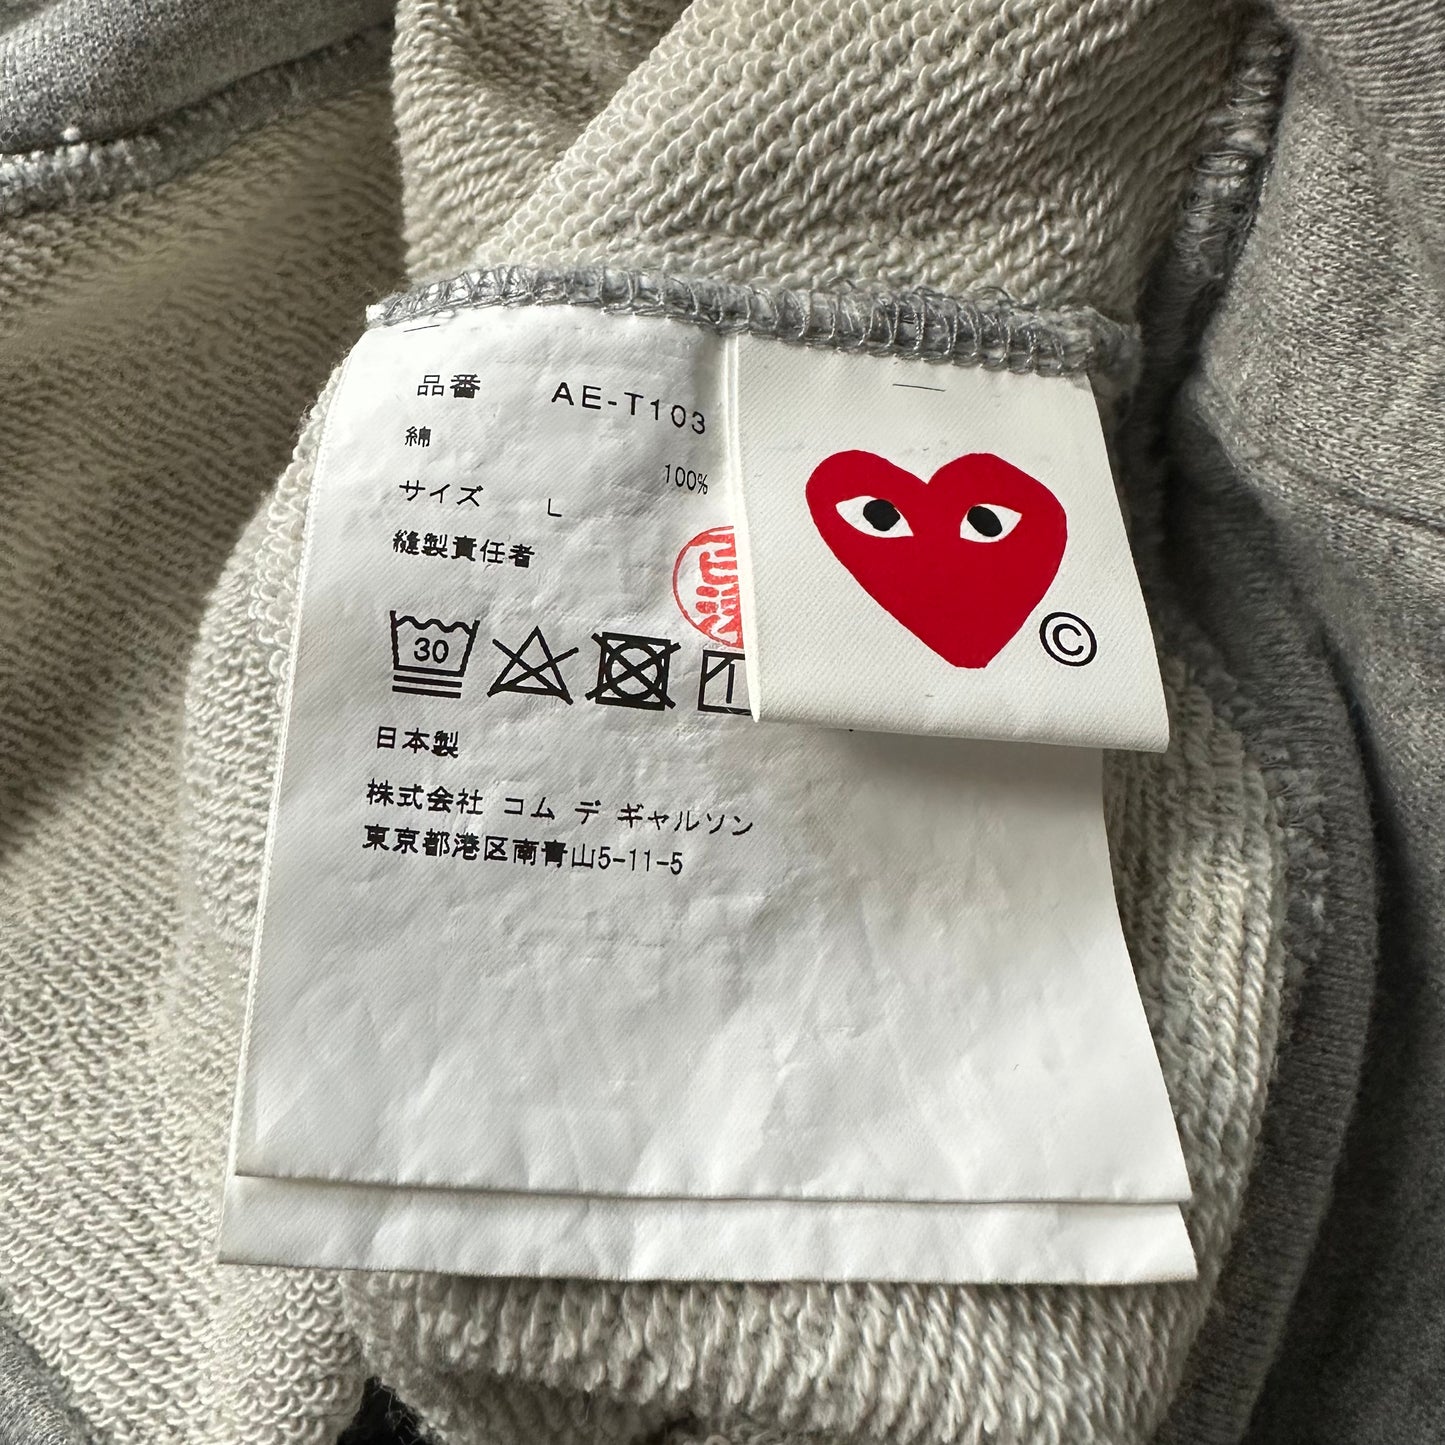 品番 AE-T103
綿 100%
サイズ L
縫製責任者
30
日本製
株式会社 コム デ ギャルソン
東京都港区南青山5-11-5
©